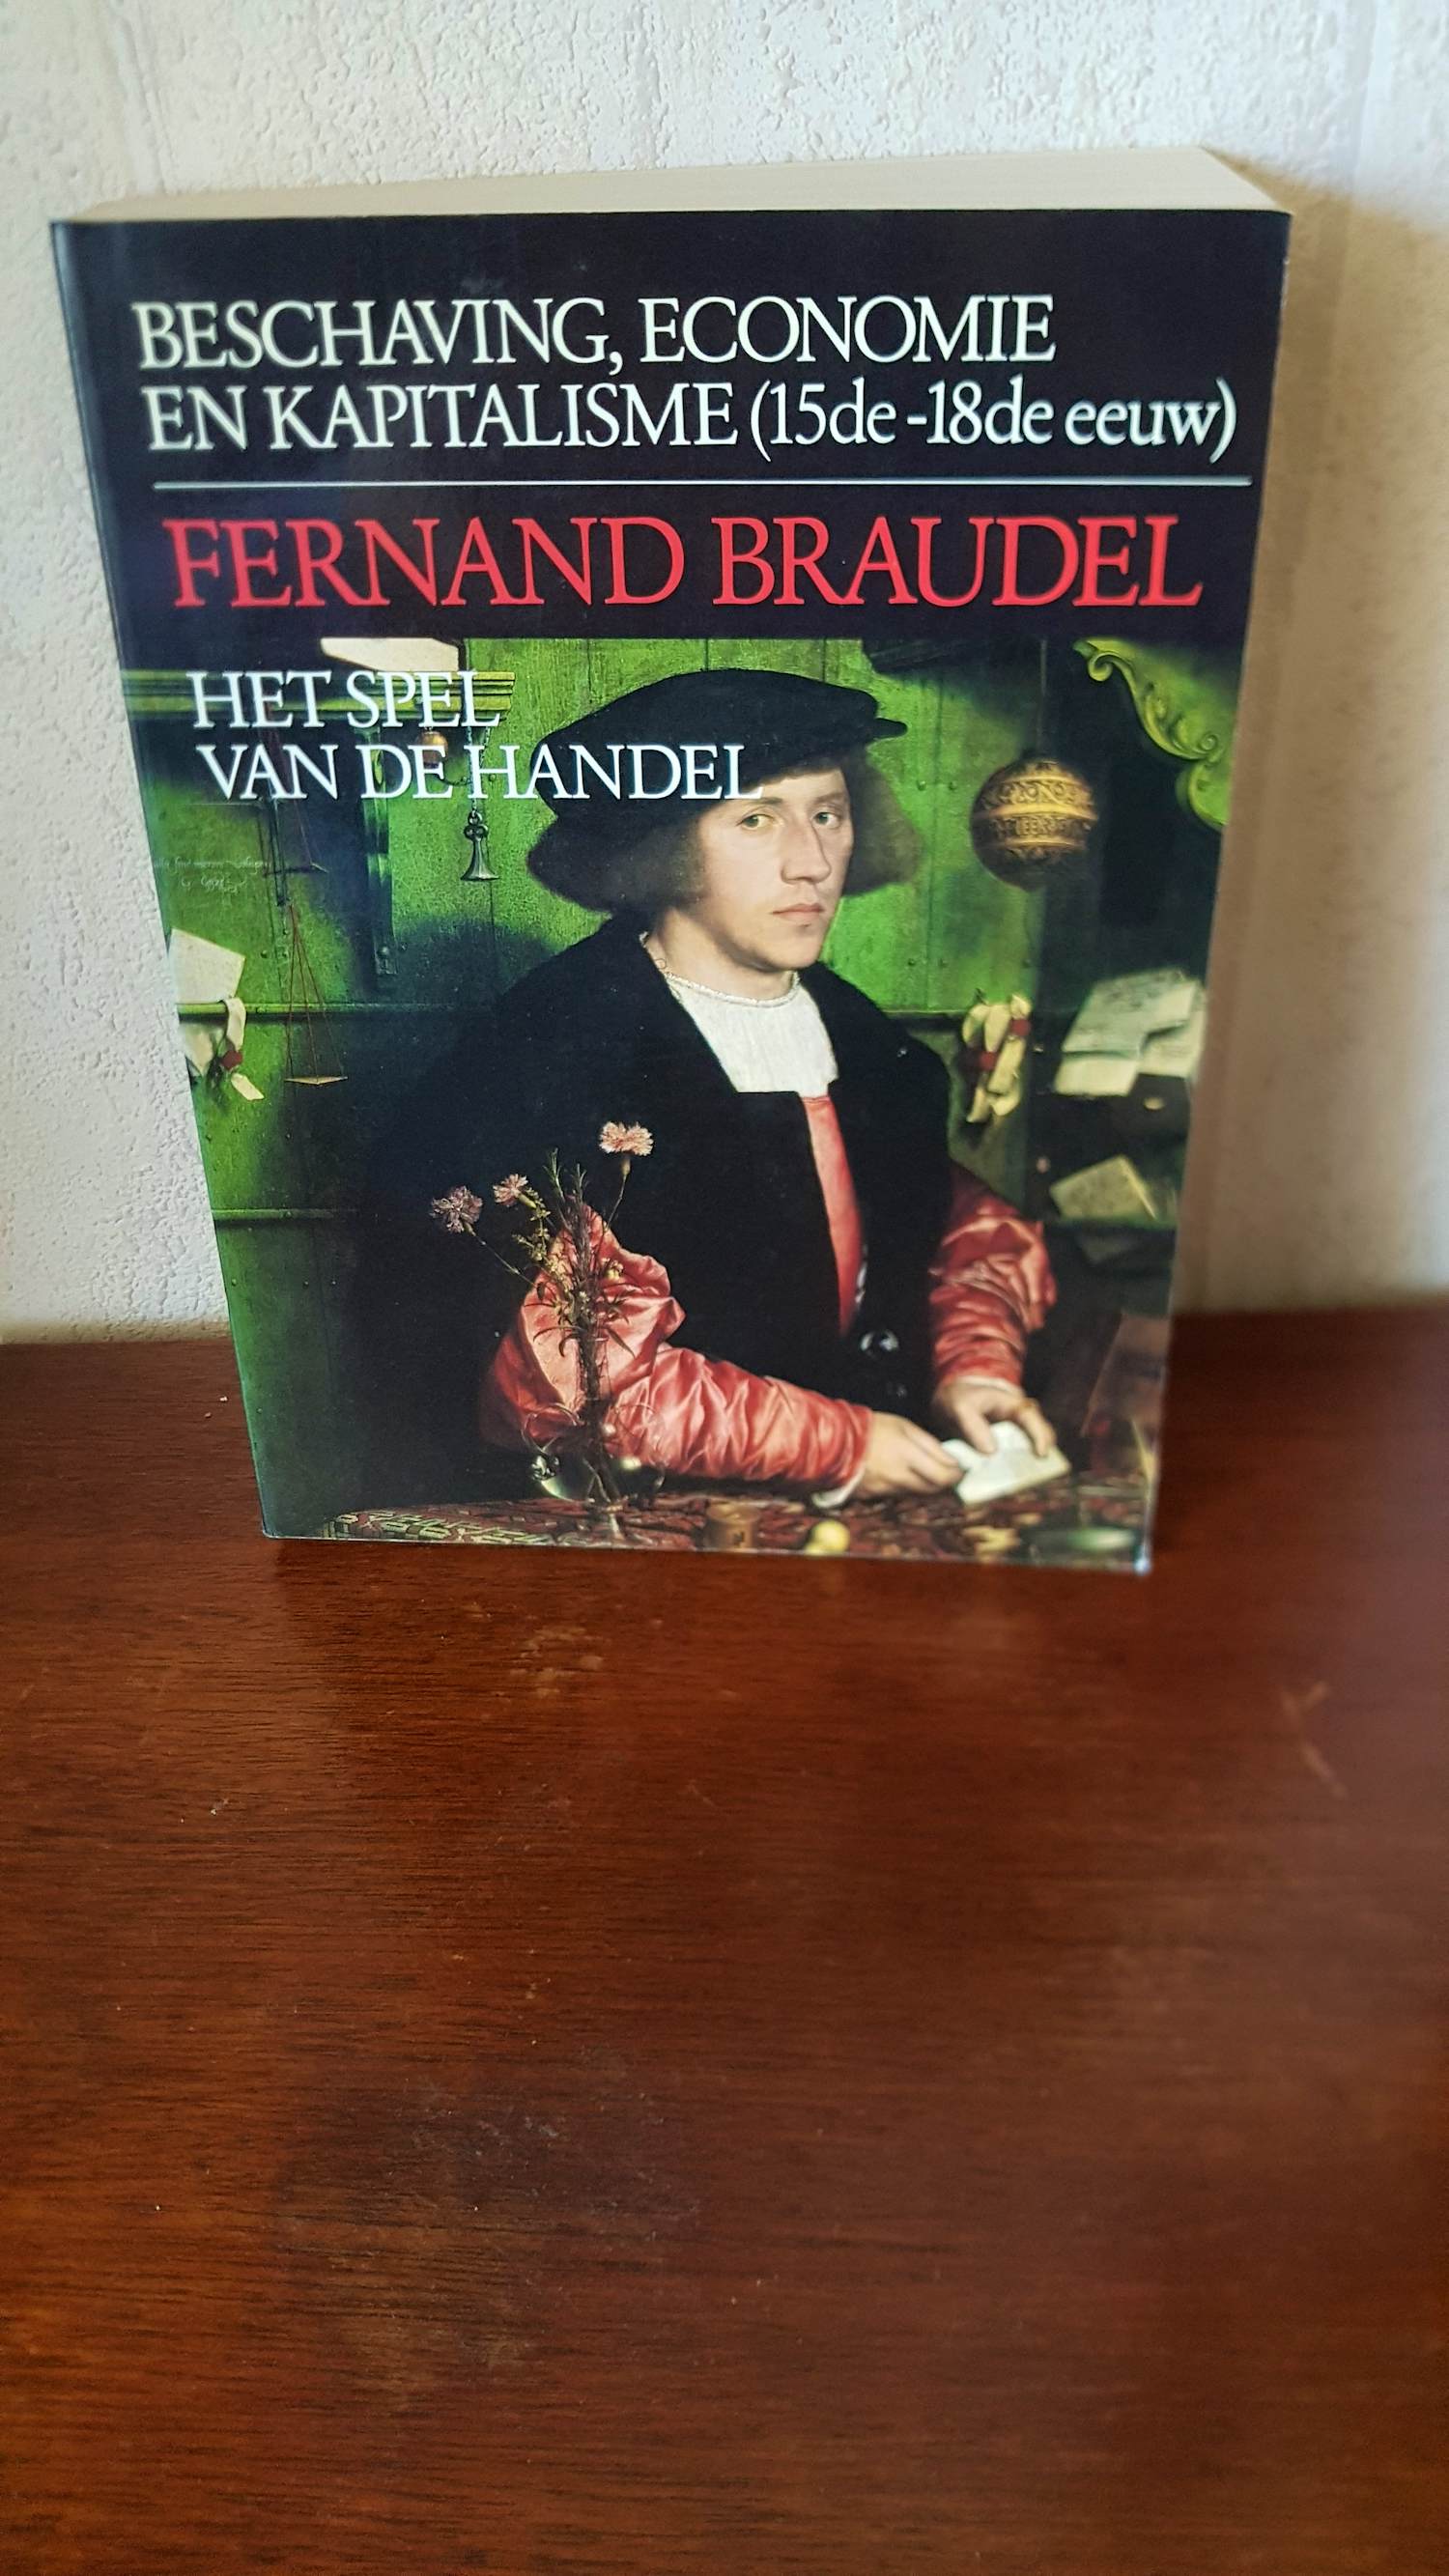 BESCHAVING, ECONOMIE
EN KAPITALISME (15de-18de eeuw)
FERNAND BRAUDEL
HET SPEL
VAN DE HANDEL